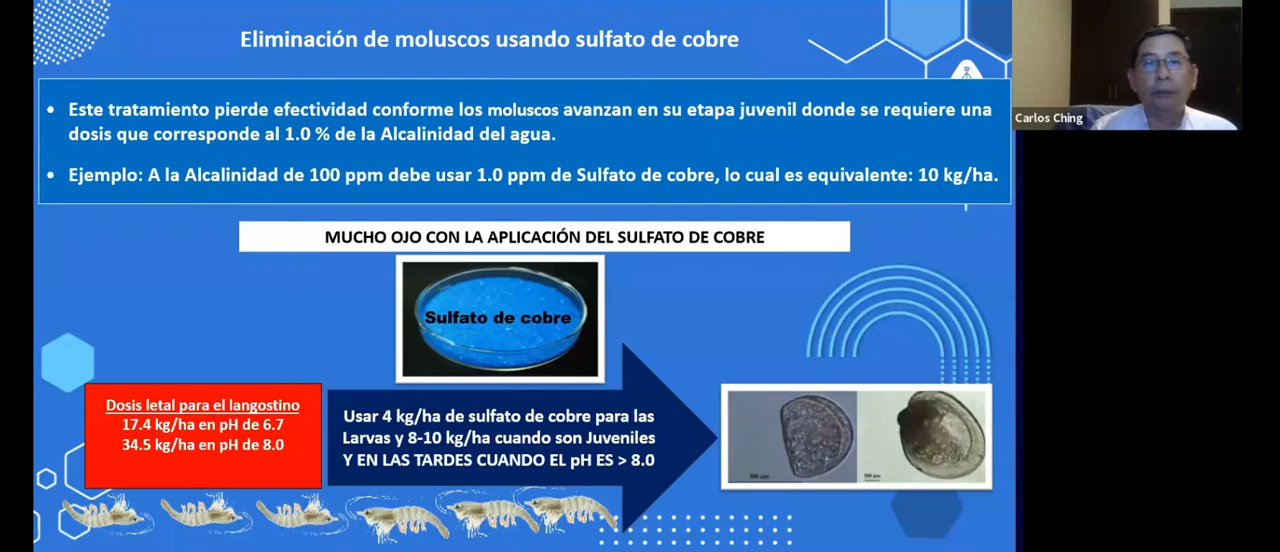 Eliminación de moluscos usando sulfato de cobre
Carlos Ching
• Este tratamiento pierde efectividad conforme los moluscos avanzan en su etapa juvenil donde se requiere una
dosis que corresponde al 1.0 % de la Alcalinidad del agua.
• Ejemplo: A la Alcalinidad de 100 ppm debe usar 1.0 ppm de Sulfato de cobre, lo cual es equivalente: 10 kg/ha.
MUCHO OJO CON LA APLICACIÓN DEL SULFATO DE COBRE
Sulfato de cobre
Dosis letal para el langostino
17.4 kg/ha en pH de 6.7
34.5 kg/ha en pH de 8.0
Usar 4 kg/ha de sulfato de cobre para las
Larvas y 8-10 kg/ha cuando son Juveniles
Y EN LAS TARDES CUANDO EL pH ES > 8.0